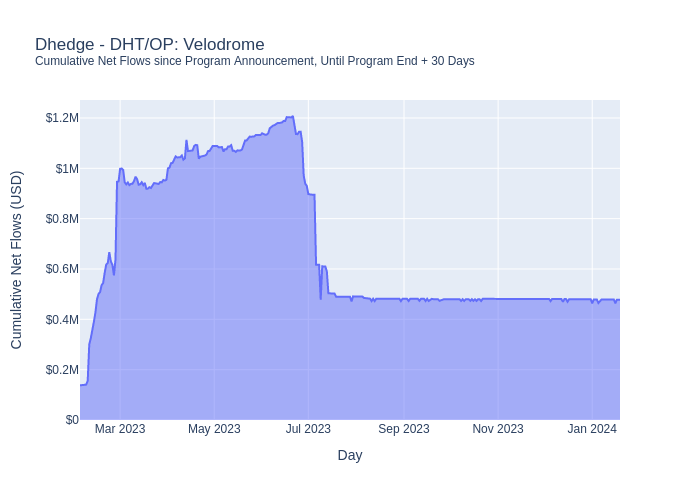 Dhedge - DHT/OP: Velodrome
Cumulative Net Flows since Program Announcement, Until Program End + 30 Days
Cumulative Net Flows (USD)
$1.2M
$1M
$0.8M
$0.6M
$0.4M
$0.2M
$0
Mar 2023
May 2023
Jul 2023
Sep 2023
Nov 2023
Jan 2024
Day